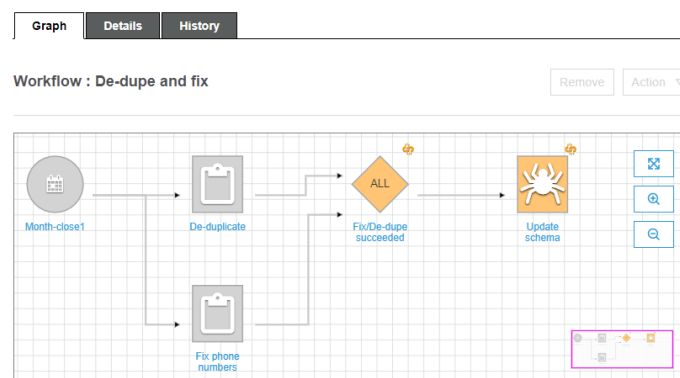 Graph
Details
History
Workflow : De-dupe and fix
Remove
Action
ALL
Month-close1
De-duplicate
Fix/De-dupe
succeeded
Update
schema
Fix phone
numbers